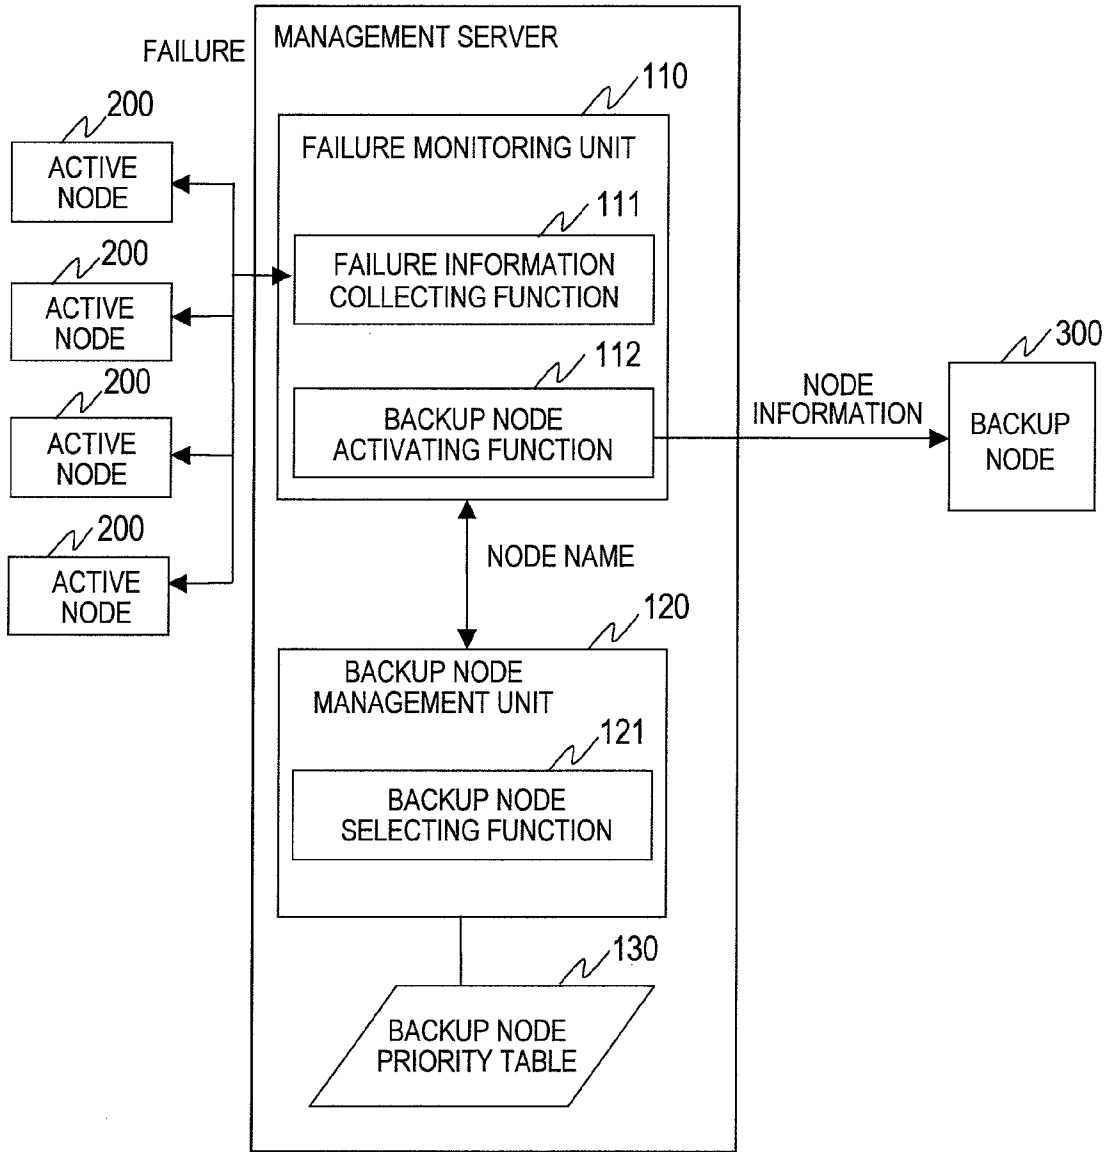 FAILURE
MANAGEMENT SERVER
110
FAILURE MONITORING UNIT
111
FAILURE INFORMATION
COLLECTING FUNCTION
112
BACKUP NODE
ACTIVATING FUNCTION
200
ACTIVE
NODE
200
ACTIVE
NODE
200
ACTIVE
NODE
200
ACTIVE
NODE
NODE
INFORMATION
300
BACKUP
NODE
NODE NAME
120
BACKUP NODE
MANAGEMENT UNIT
121
BACKUP NODE
SELECTING FUNCTION
130
BACKUP NODE
PRIORITY TABLE